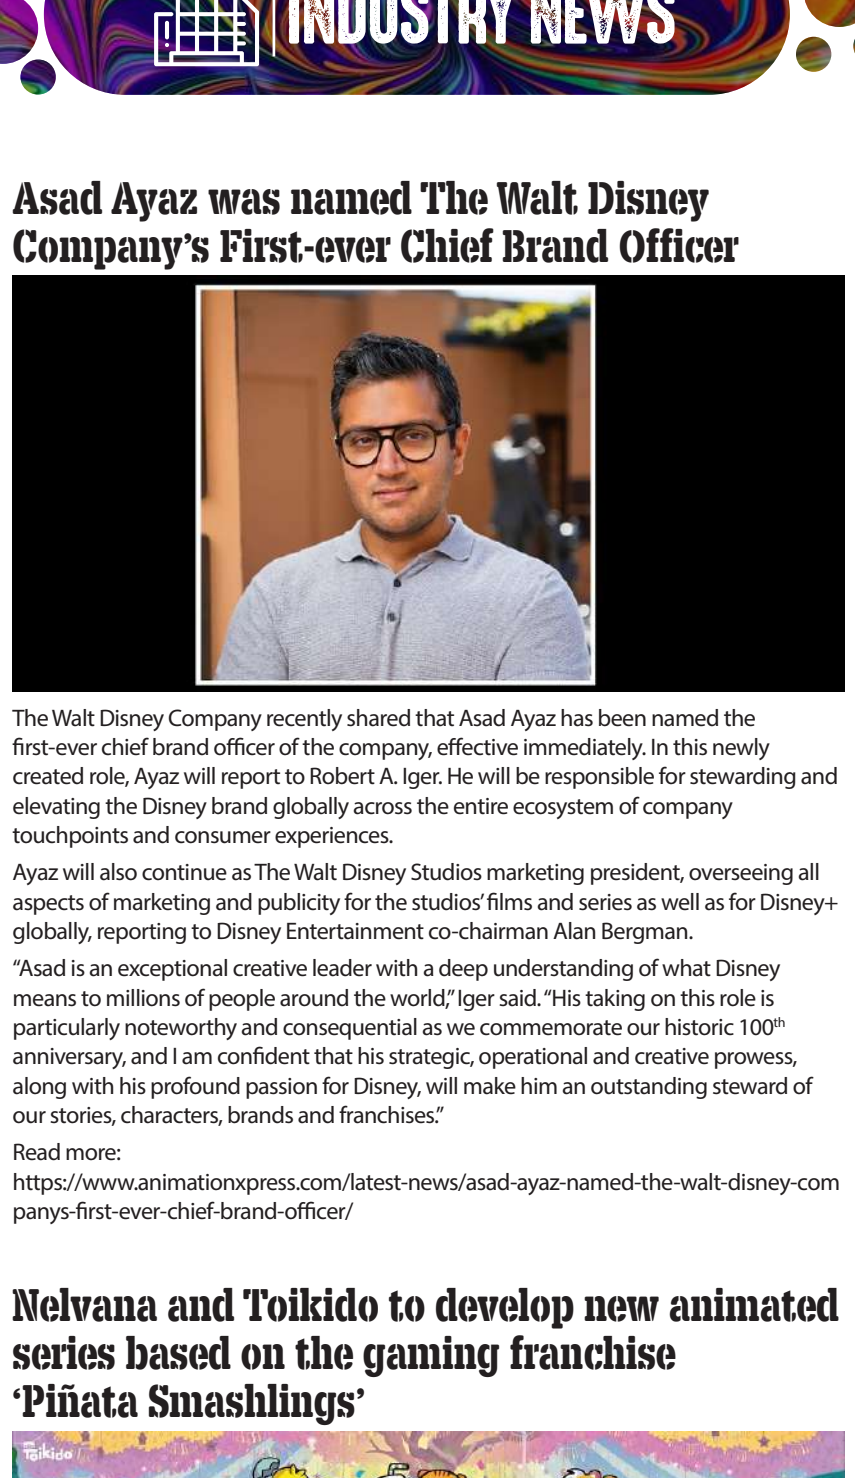 INDUSTRY NEWS
Asad Ayaz was named The Walt Disney
Company’s First-ever Chief Brand Officer
The Walt Disney Company recently shared that Asad Ayaz has been named the
first-ever chief brand officer of the company, effective immediately. In this newly
created role, Ayaz will report to Robert A. Iger. He will be responsible for stewarding and
elevating the Disney brand globally across the entire ecosystem of company
touchpoints and consumer experiences.
Ayaz will also continue as The Walt Disney Studios marketing president, overseeing all
aspects of marketing and publicity for the studios’ films and series as well as for Disney+
globally, reporting to Disney Entertainment co-chairman Alan Bergman.
“Asad is an exceptional creative leader with a deep understanding of what Disney
means to millions of people around the world,” Iger said. “His taking on this role is
particularly noteworthy and consequential as we commemorate our historic 100th
anniversary, and I am confident that his strategic, operational and creative prowess,
along with his profound passion for Disney, will make him an outstanding steward of
our stories, characters, brands and franchises.”
Read more:
https://www.animationxpress.com/latest-news/asad-ayaz-named-the-walt-disney-com
panys-first-ever-chief-brand-officer/
Nelvana and Toikido to develop new animated
series based on the gaming franchise
‘Piñata Smashlings’
Toikido